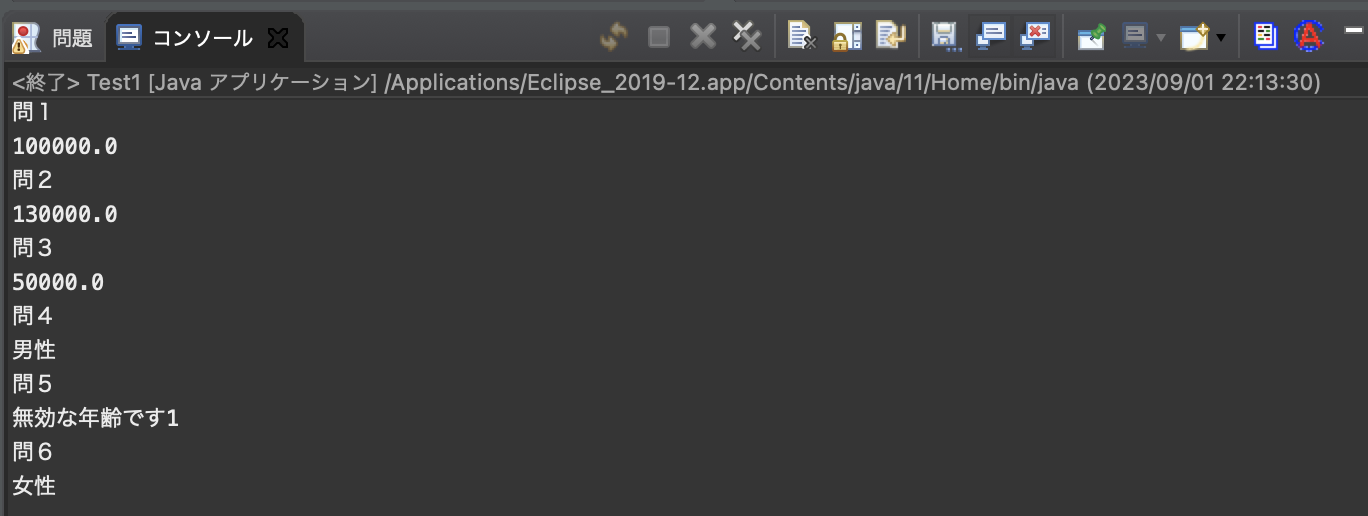 問題 コンソール
<終了> Test1 [Java アプリケーション] /Applications/Eclipse_2019-12.app/Contents/java/11/Home/bin/java (2023/09/01 22:13:30)
問１
100000.0
問２
130000.0
問３
50000.0
問４
男性
問５
無効な年齢です1
問６
女性